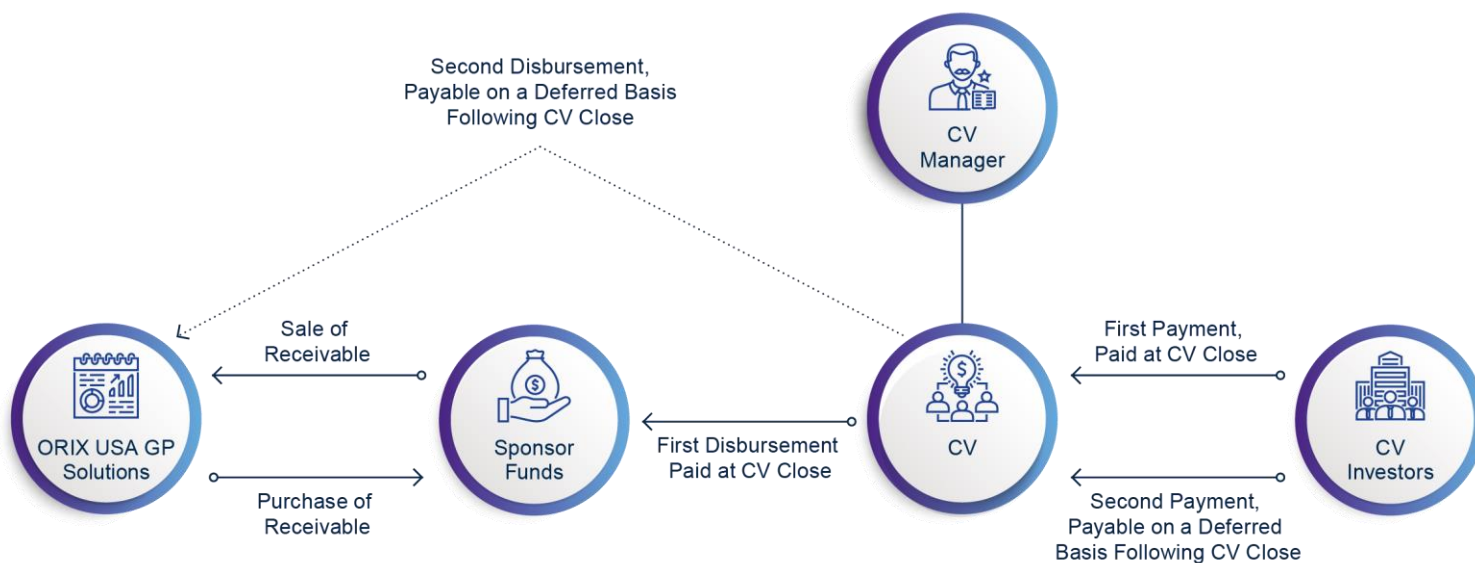 Second Disbursement,
Payable on a Deferred Basis
Following CV Close
CV
Manager
Sale of
Receivable
First Payment,
Paid at CV Close
ORIX USA GP
Solutions
Sponsor
Funds
First Disbursement
Paid at CV Close
CV
CV
Investors
Purchase of
Receivable
Second Payment,
Payable on a Deferred
Basis Following CV Close